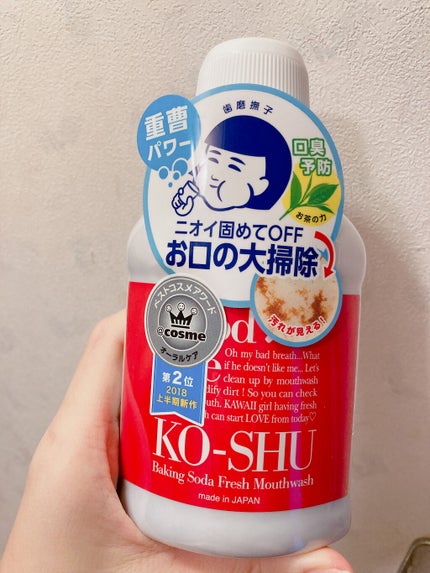 歯磨撫子
重曹
パワー
口臭
予防
お茶の力
ニオイ固めてOFF
お口の大掃除
汚れが見える!!
ベストコスメアワード
@cosme
オーラルケア
第2位
2018
上半期新作
Oh my bad breath...What
if he doesn't like me... Let's
clean up by mouthwash
dify dirt ! So you can check
uth. KAWAII girl having fresh
h can start LOVE from today♡
KO-SHU
Baking Soda Fresh Mouthwash
made in JAPAN